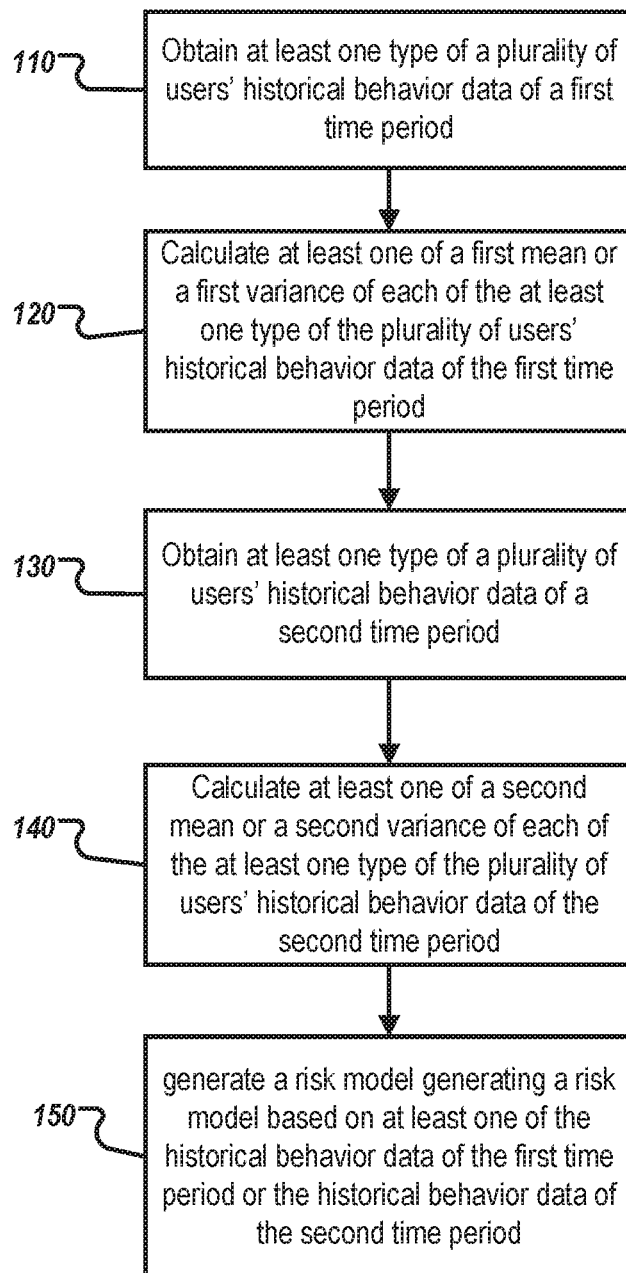 110
Obtain at least one type of a plurality of
users' historical behavior data of a first
time period
120
Calculate at least one of a first mean or
a first variance of each of the at least
one type of the plurality of users'
historical behavior data of the first time
period
130
Obtain at least one type of a plurality of
users' historical behavior data of a
second time period
140
Calculate at least one of a second
mean or a second variance of each of
the at least one type of the plurality of
users' historical behavior data of the
second time period
150
generate a risk model generating a risk
model based on at least one of the
historical behavior data of the first time
period or the historical behavior data of
the second time period